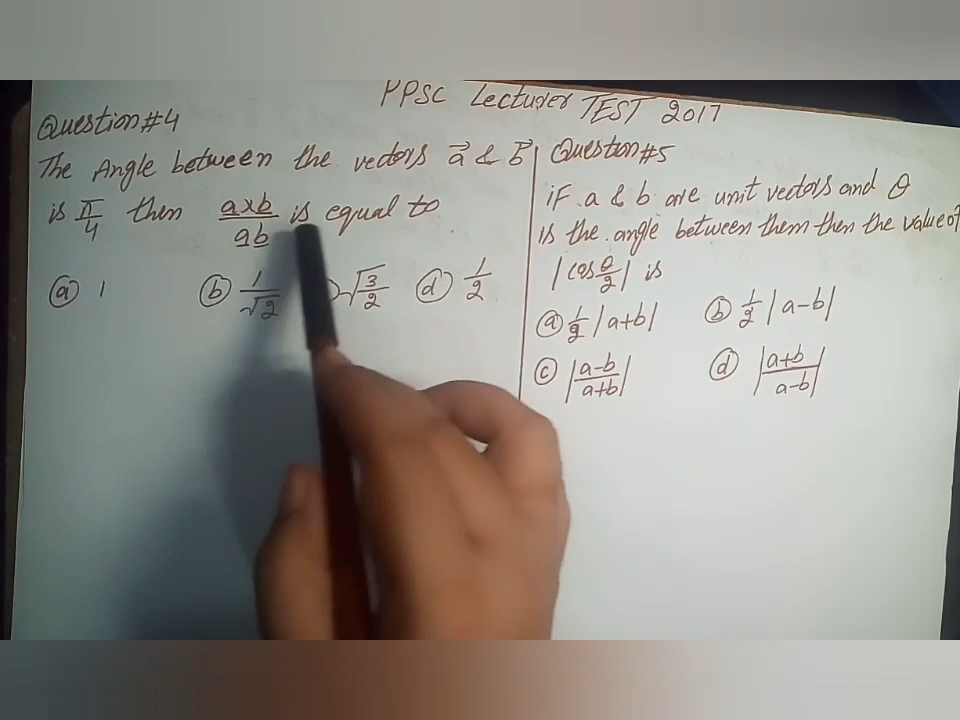 PPSC Lecturer TEST 2017
Question#4
The Angle between the vectors a⃗ & b⃗
is π/4 then a×b/ab is equal to
ⓐ 1 ⓑ 1/√2 √3/2 ⓓ 1/2
Question#5
if a & b are unit vectors and θ
is the angle between them then the value of
|cos θ/2| is
ⓐ 1/2 |a+b| ⓑ 1/2 |a-b|
ⓒ |a-b/a+b| ⓓ |a+b/a-b|